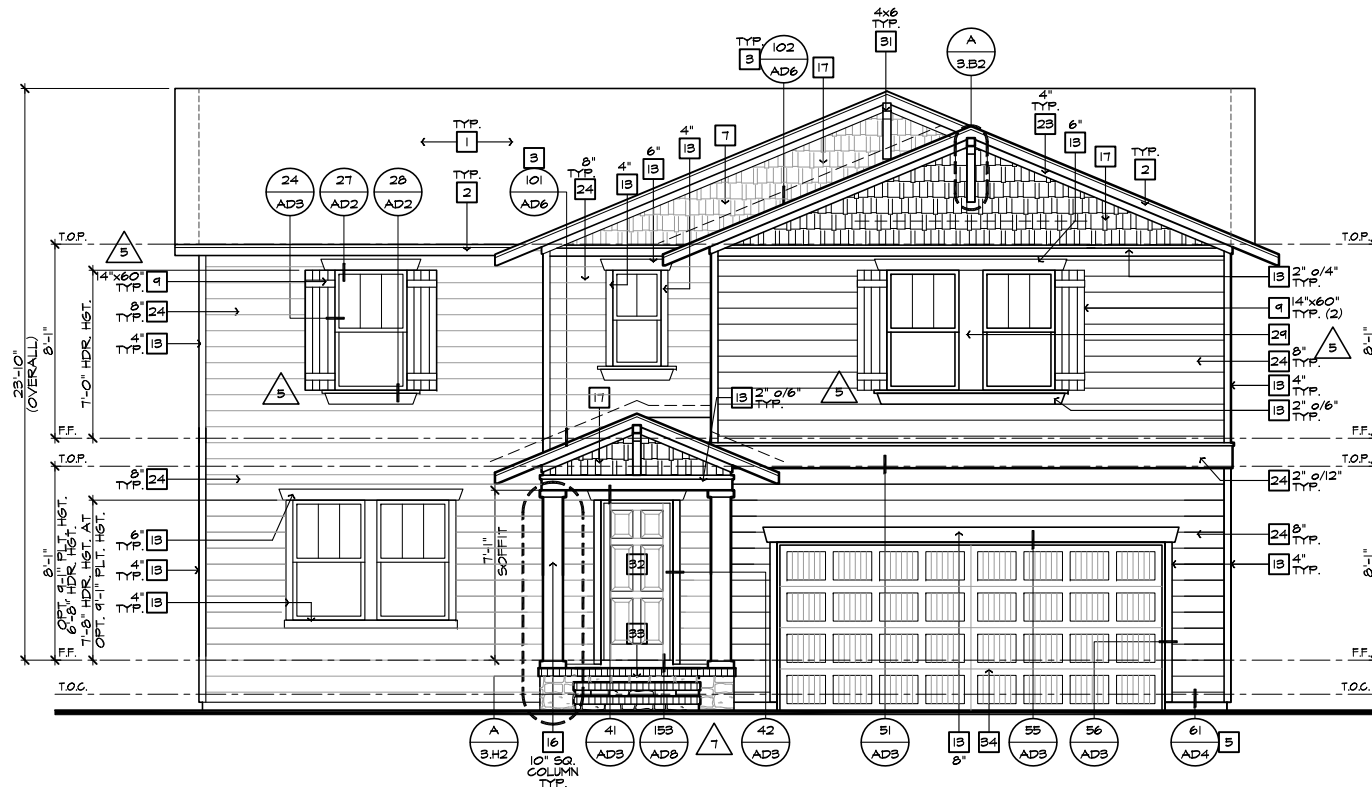 4x6
TYP.
31
A
3.B2
TYP.
3
102
AD6
17
TYP.
1
3
101
AD6
8"
TYP.
24
4"
13
6"
13
4"
13
7
4"
TYP.
23
6"
13
17
TYP.
2
24
AD3
27
AD2
28
AD2
TYP.
2
T.O.P.
5
T.O.P.
14"x60"
TYP.
9
8"
TYP.
24
4"
TYP.
13
13
2" o/4"
TYP.
9
14"x60"
TYP. (2)
29
5
24
8"
TYP.
13
4"
TYP.
13
2" o/6"
TYP.
23'-10"
(OVERALL)
8'-1"
7'-0" HDR. HGT.
8'-1"
5
5
17
13
2" o/6"
TYP.
F.F.
F.F.
T.O.P.
T.O.P.
8"
TYP.
24
24
2" o/12"
6"
TYP.
13
4"
TYP.
13
4"
TYP.
13
24
8"
TYP.
13
4"
TYP.
8'-1"
OPT. 9'-1" PLT. HGT.
6'-8" HDR. HGT.
7'-8" HDR. HGT. AT
OPT. 9'-1" PLT. HGT.
7'-1"
SOFFIT
32
33
8'-1"
F.F.
F.F.
T.O.C.
T.O.C.
A
3.H2
16
10" SQ.
COLUMN
TYP.
41
AD3
153
AD8
7
42
AD3
51
AD3
13
8"
34
55
AD3
56
AD3
61
AD4
5